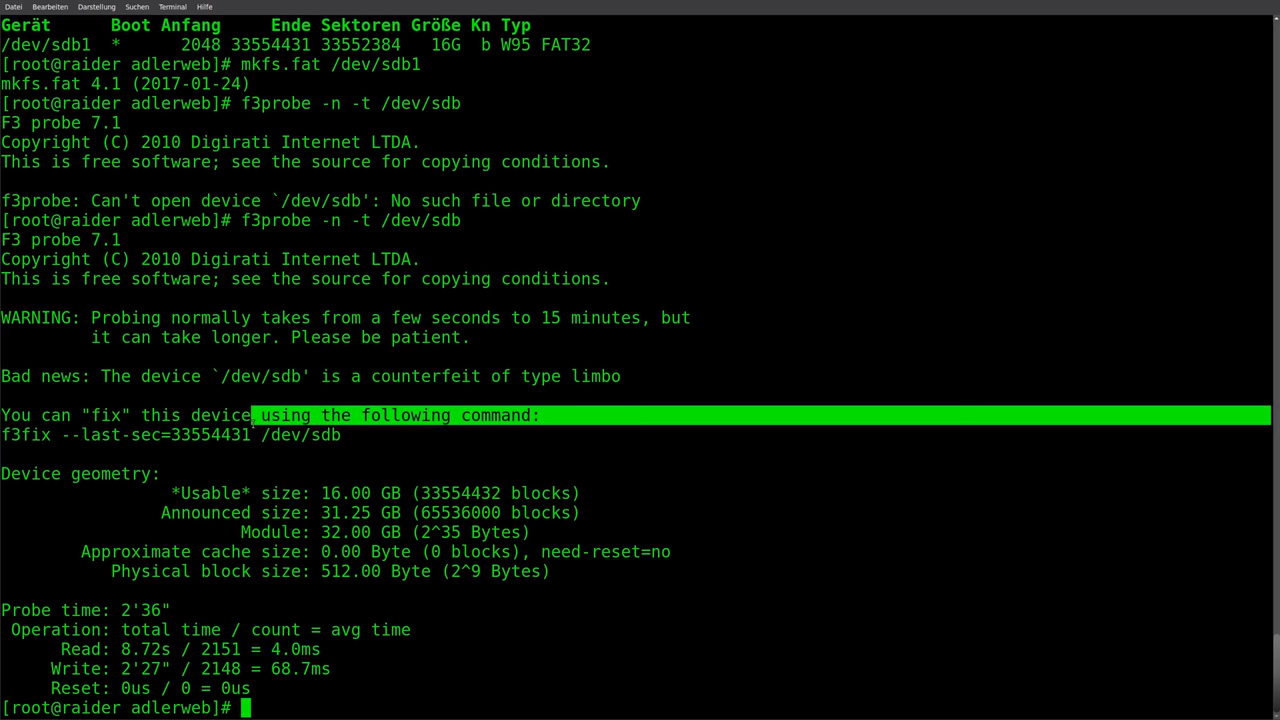 Datei Bearbeiten Darstellung Suchen Terminal Hilfe
Gerät      Boot Anfang     Ende Sektoren Größe Kn Typ
/dev/sdb1  *      2048 33554431 33552384   16G  b W95 FAT32
[root@raider adlerweb]# mkfs.fat /dev/sdb1
mkfs.fat 4.1 (2017-01-24)
[root@raider adlerweb]# f3probe -n -t /dev/sdb
F3 probe 7.1
Copyright (C) 2010 Digirati Internet LTDA.
This is free software; see the source for copying conditions.
f3probe: Can't open device `/dev/sdb': No such file or directory
[root@raider adlerweb]# f3probe -n -t /dev/sdb
F3 probe 7.1
Copyright (C) 2010 Digirati Internet LTDA.
This is free software; see the source for copying conditions.
WARNING: Probing normally takes from a few seconds to 15 minutes, but
         it can take longer. Please be patient.
Bad news: The device `/dev/sdb' is a counterfeit of type limbo
You can "fix" this device using the following command:
f3fix --last-sec=33554431 /dev/sdb
Device geometry:
                 *Usable* size: 16.00 GB (33554432 blocks)
                Announced size: 31.25 GB (65536000 blocks)
                        Module: 32.00 GB (2^35 Bytes)
        Approximate cache size: 0.00 Byte (0 blocks), need-reset=no
           Physical block size: 512.00 Byte (2^9 Bytes)
Probe time: 2'36"
 Operation: total time / count = avg time
      Read: 8.72s / 2151 = 4.0ms
     Write: 2'27" / 2148 = 68.7ms
     Reset: 0us / 0 = 0us
[root@raider adlerweb]#